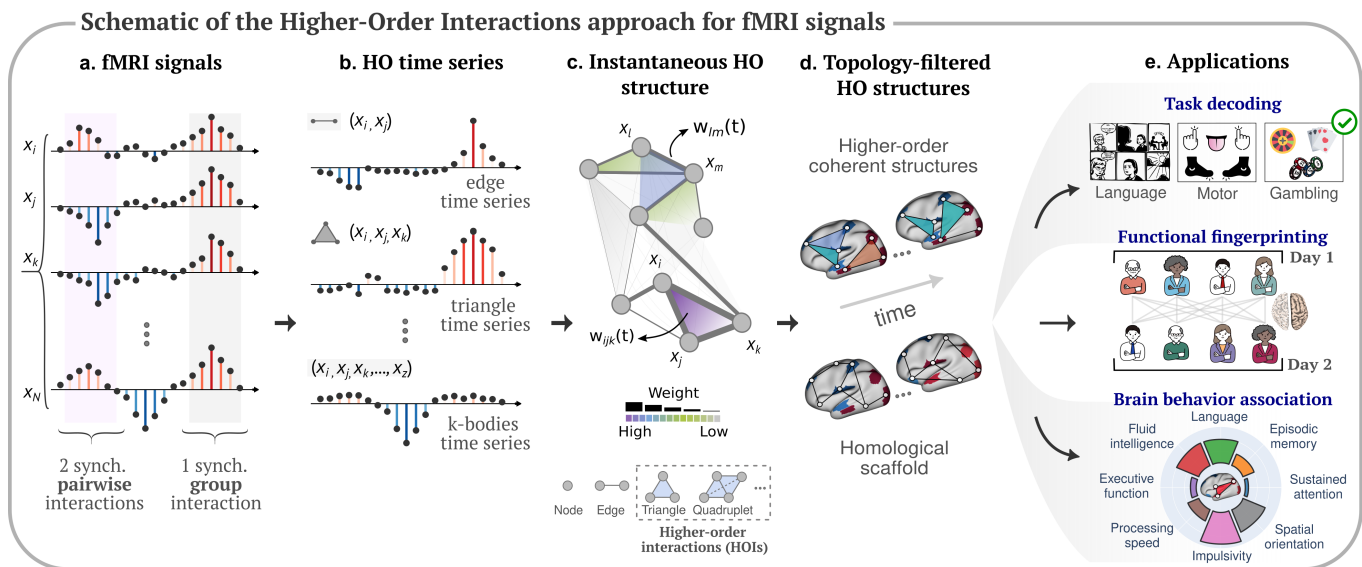 Schematic of the Higher-Order Interactions approach for fMRI signals
a. fMRI signals
x_i
x_j
x_k
x_N
2 synch.
pairwise
interactions
1 synch.
group
interaction
b. HO time series
(x_i, x_j)
edge
time series
(x_i, x_j, x_k)
triangle
time series
(x_i, x_j, x_k,..., x_z)
k-bodies
time series
c. Instantaneous HO
structure
x_l
w_lm(t)
x_m
x_i
w_ijk(t)
x_j
x_k
Weight
High
Low
Node
Edge
Triangle
Quadruplet
Higher-order
interactions (HOIs)
d. Topology-filtered
HO structures
Higher-order
coherent structures
time
Homological
scaffold
e. Applications
Task decoding
Language
Motor
Gambling
Functional fingerprinting
Day 1
Day 2
Brain behavior association
Language
Fluid
intelligence
Episodic
memory
Executive
function
Sustained
attention
Processing
speed
Spatial
orientation
Impulsivity